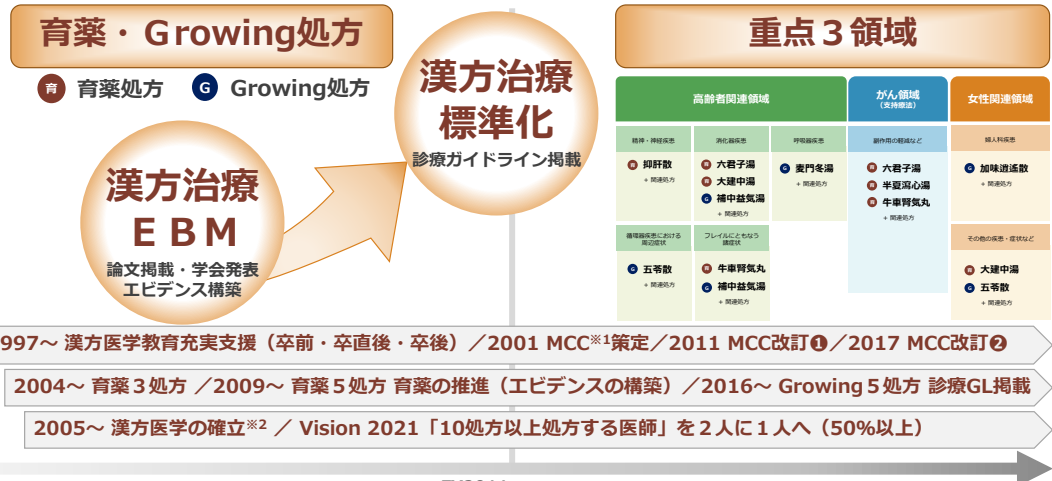 育薬・Growing処方
育 育薬処方 G Growing処方
漢方治療
EBM
論文掲載・学会発表
エビデンス構築
漢方治療
標準化
診療ガイドライン掲載
重点３領域
高齢者関連領域
がん領域
(支持療法)
女性関連領域
精神・神経疾患
育 抑肝散
+ 関連処方
消化器疾患
育 六君子湯
育 大建中湯
G 補中益気湯
+ 関連処方
呼吸器疾患
G 麦門冬湯
+ 関連処方
副作用の軽減など
育 六君子湯
育 半夏瀉心湯
育 牛車腎気丸
+ 関連処方
婦人科疾患
G 加味逍遙散
+ 関連処方
循環器疾患における
周辺症状
G 五苓散
+ 関連処方
フレイルにともなう
諸症状
育 牛車腎気丸
G 補中益気湯
+ 関連処方
その他の疾患・症状など
育 大建中湯
G 五苓散
+ 関連処方
997～ 漢方医学教育充実支援（卒前・卒直後・卒後）／2001 MCC※1策定／2011 MCC改訂❶／2017 MCC改訂❷
2004～ 育薬３処方 ／2009～ 育薬５処方 育薬の推進（エビデンスの構築）／2016～ Growing５処方 診療GL掲載
2005～ 漢方医学の確立※2 ／ Vision 2021「10処方以上処方する医師」を２人に１人へ（50%以上）